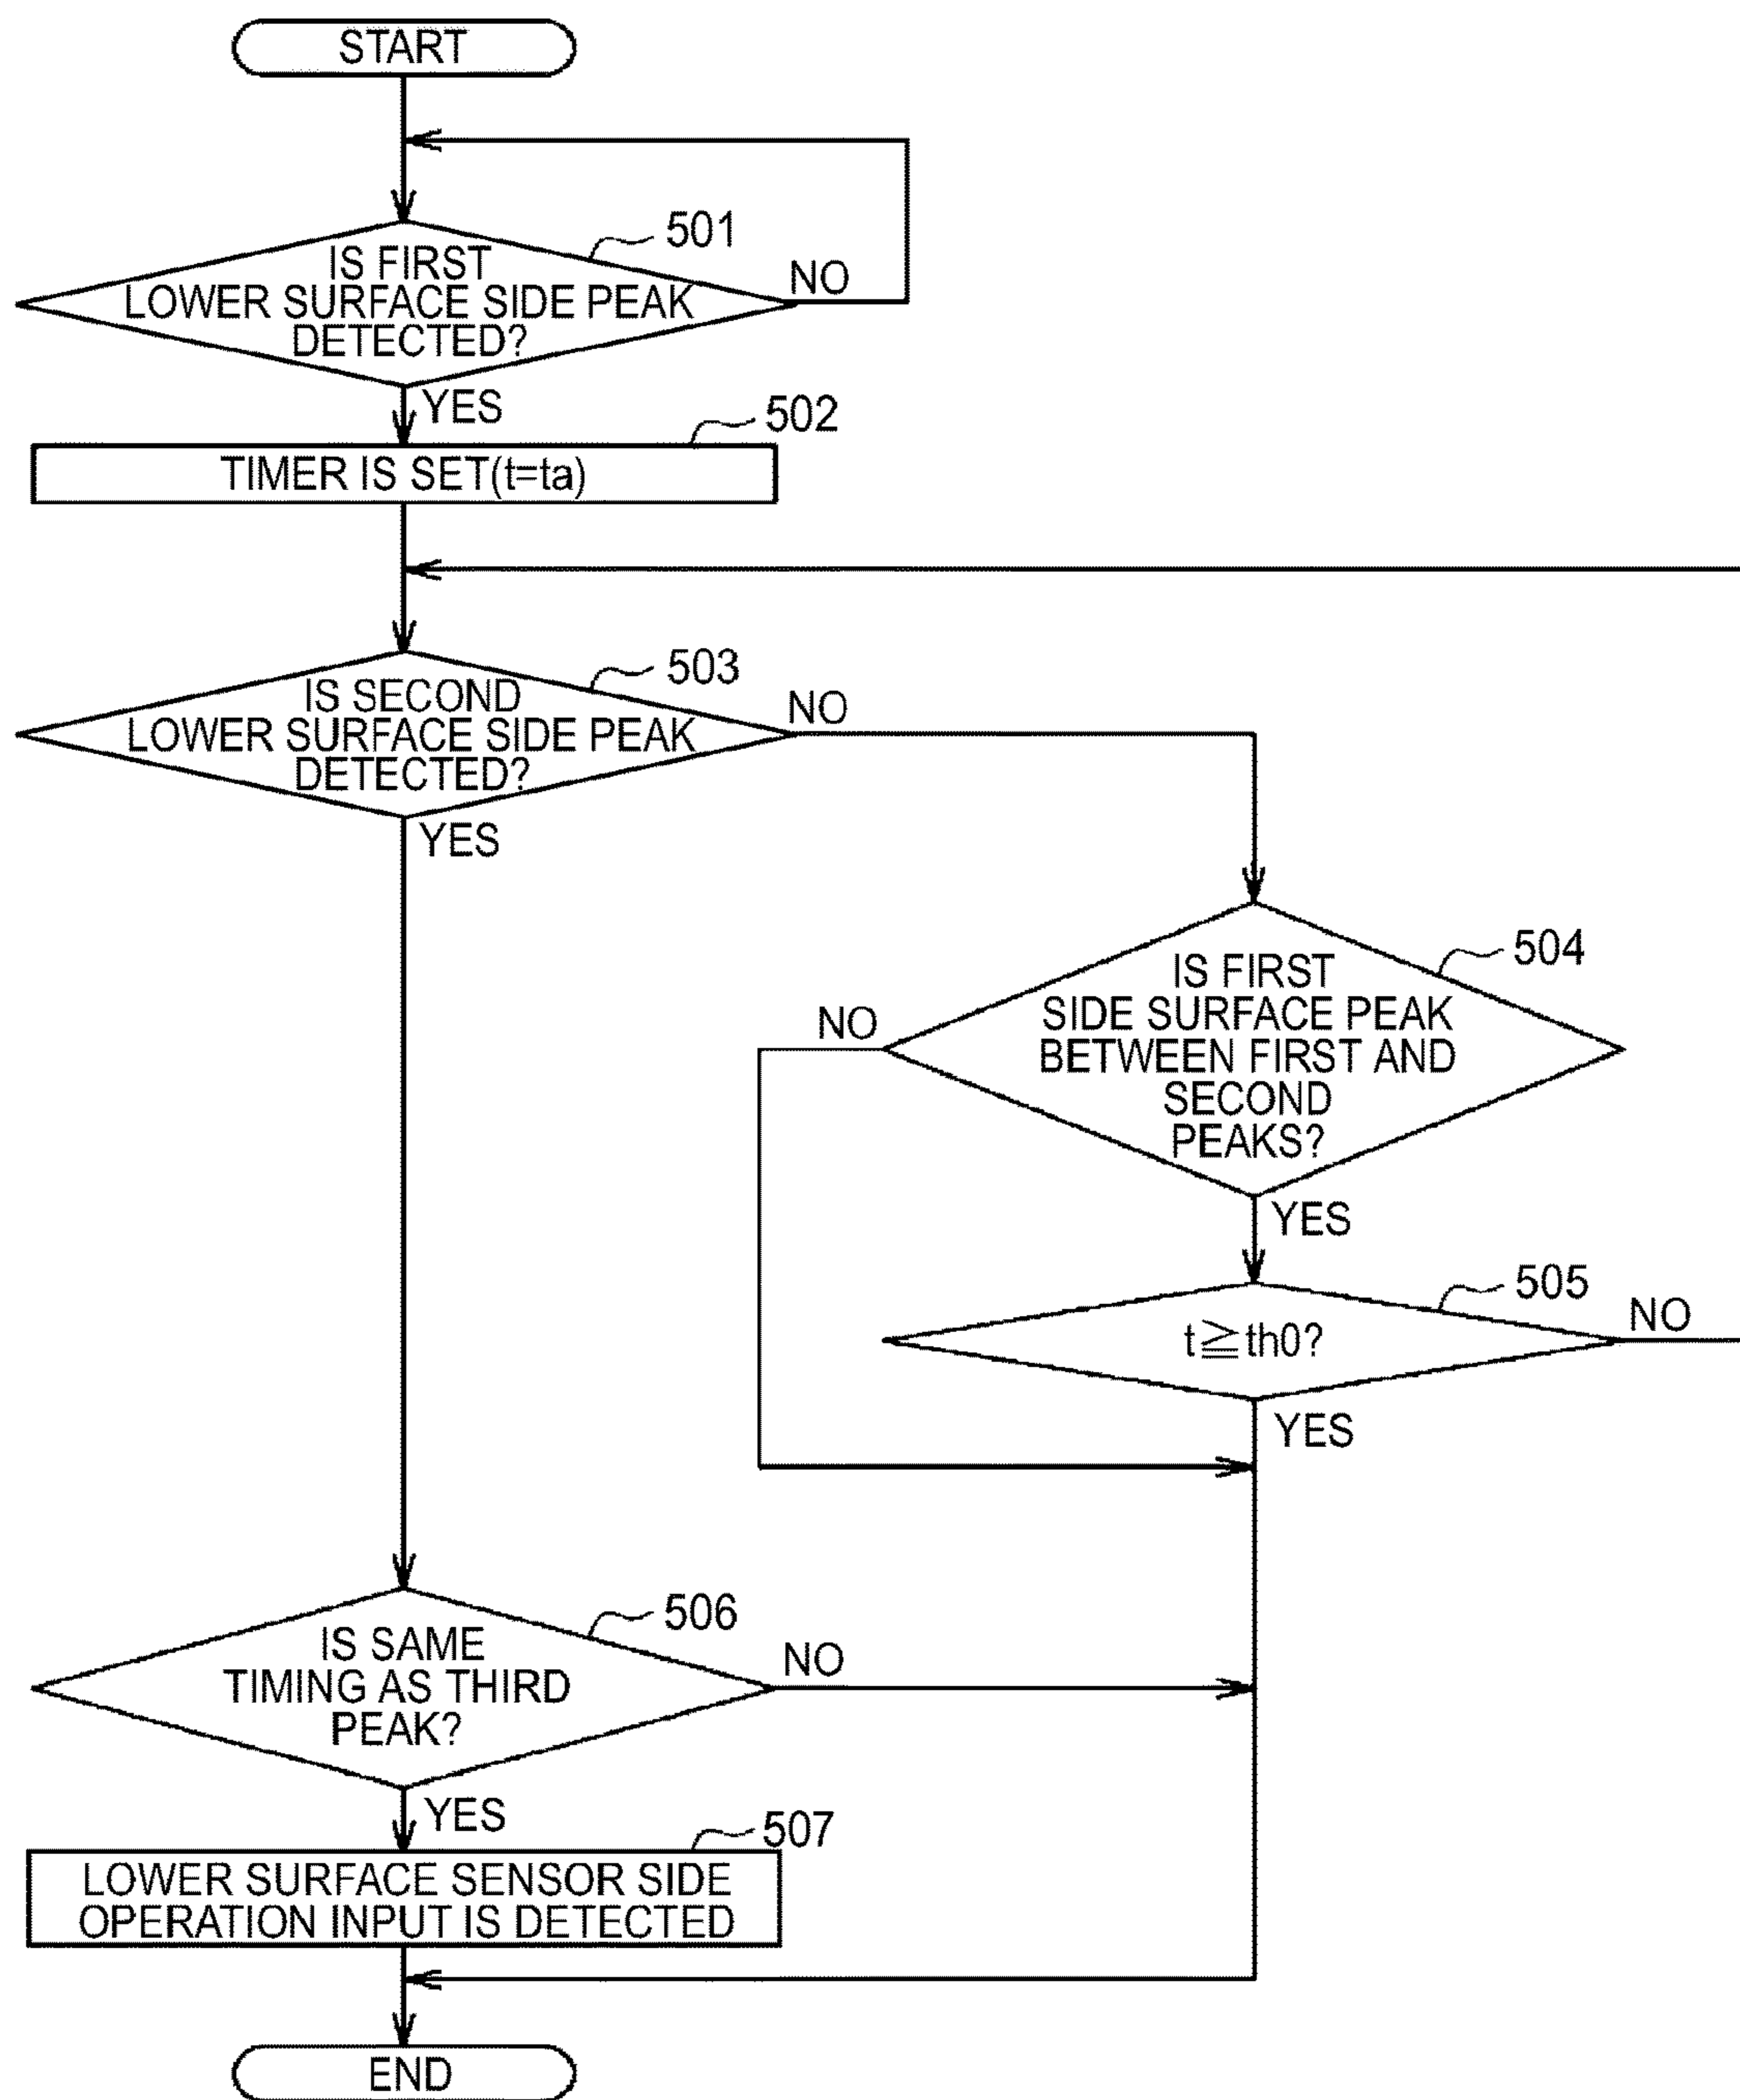 START
501
IS FIRST
LOWER SURFACE SIDE PEAK
DETECTED?
NO
YES
502
TIMER IS SET(t=ta)
503
IS SECOND
LOWER SURFACE SIDE PEAK
DETECTED?
NO
YES
504
IS FIRST
SIDE SURFACE PEAK
BETWEEN FIRST AND
SECOND
PEAKS?
NO
YES
505
t≧th0?
NO
YES
506
IS SAME
TIMING AS THIRD
PEAK?
NO
YES
507
LOWER SURFACE SENSOR SIDE
OPERATION INPUT IS DETECTED
END